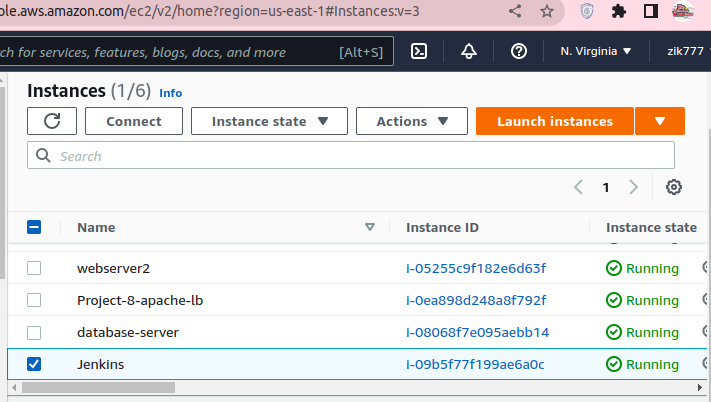 ole.aws.amazon.com/ec2/v2/home?region=us-east-1#Instances:v=3
ch for services, features, blogs, docs, and more [Alt+S] N. Virginia zik777
Instances (1/6) Info
Connect Instance state Actions Launch instances
Search
1
Name Instance ID Instance state
webserver2 i-05255c9f182e6d63f Running
Project-8-apache-lb i-0ea898d248a8f792f Running
database-server i-08068f7e095aebb14 Running
Jenkins i-09b5f77f199ae6a0c Running